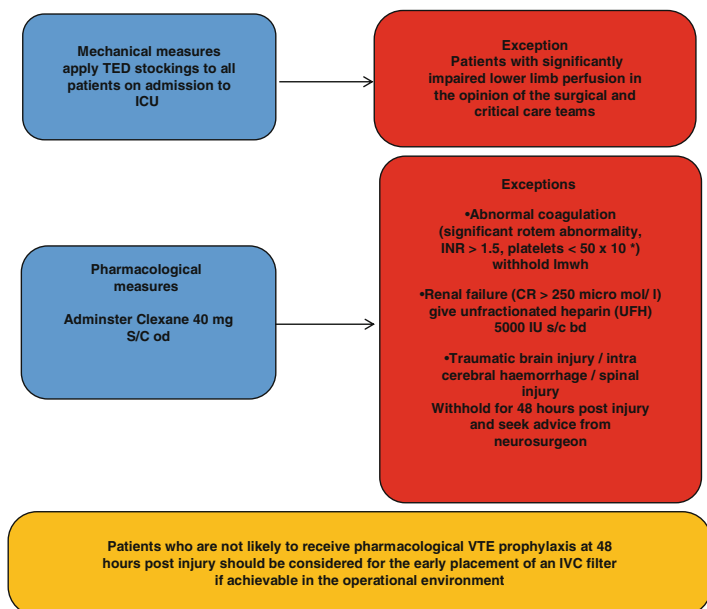 Mechanical measures
apply TED stockings to all
patients on admission to
ICU
Exception
Patients with significantly
impaired lower limb perfusion in
the opinion of the surgical and
critical care teams
Pharmacological
measures
Adminster Clexane 40 mg
S/C od
Exceptions
•Abnormal coagulation
(significant rotem abnormality,
INR > 1.5, platelets < 50 x 10 *)
withhold lmwh
•Renal failure (CR > 250 micro mol/ l)
give unfractionated heparin (UFH)
5000 IU s/c bd
•Traumatic brain injury / intra
cerebral haemorrhage / spinal
injury
Withhold for 48 hours post injury
and seek advice from
neurosurgeon
Patients who are not likely to receive pharmacological VTE prophylaxis at 48
hours post injury should be considered for the early placement of an IVC filter
if achievable in the operational environment